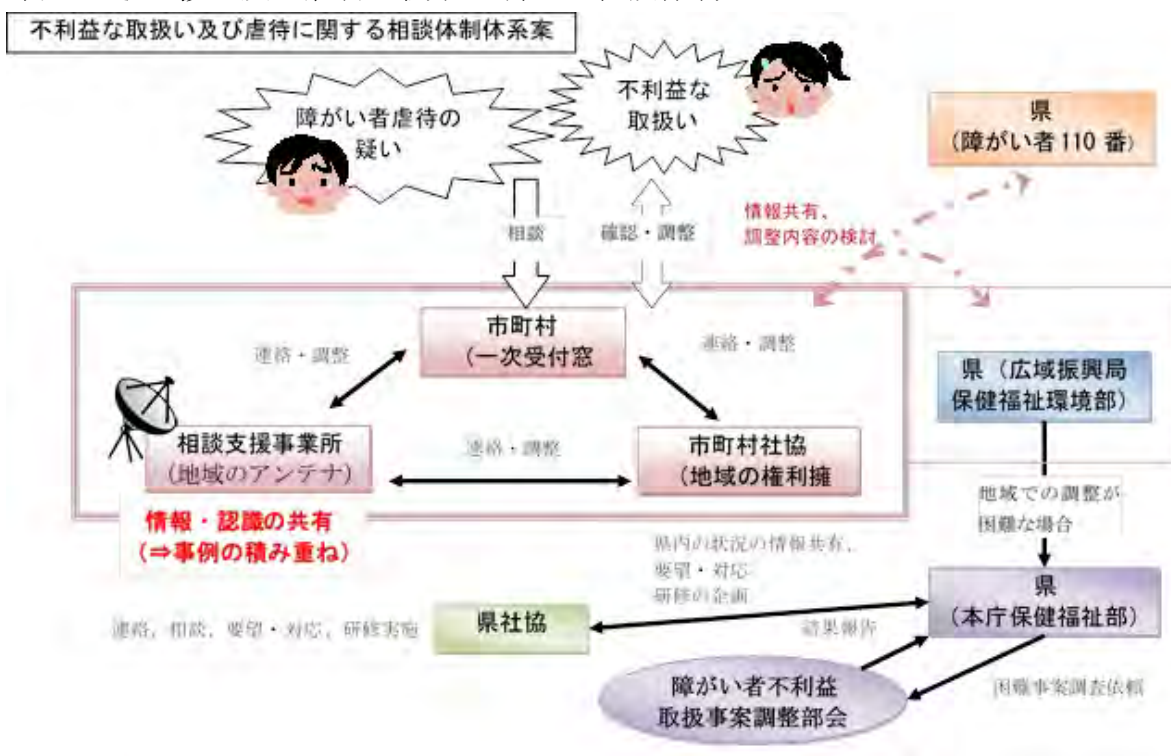 不利益な取扱い及び虐待に関する相談体制体系案
障がい者虐待の
疑い
不利益な
取扱い
県
（障がい者110番）
相談
確認・調整
情報共有、
調整内容の検討
市町村
（一次受付窓
連絡・調整
連絡・調整
県（広域振興局
保健福祉環境部）
相談支援事業所
（地域のアンテナ）
連絡・調整
市町村社協
（地域の権利擁
情報・認識の共有
（⇒事例の積み重ね）
地域での調整が
困難な場合
県内の状況の情報共有、
要望・対応
研修の企画
県
（本庁保健福祉部）
連絡，相談，要望・対応，研修実施
県社協
結果報告
障がい者不利益
取扱事案調整部会
困難事案調査依頼